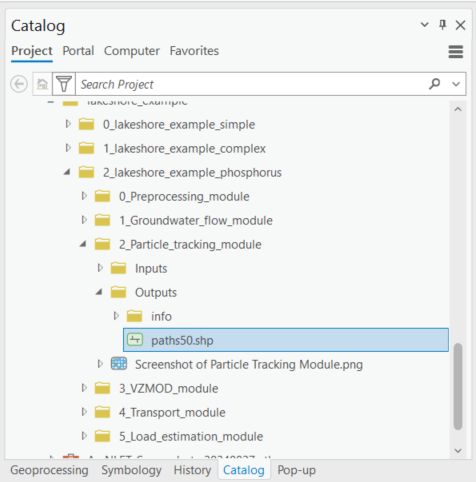 Catalog
Project Portal Computer Favorites
Search Project
lakeshore_example
0_lakeshore_example_simple
1_lakeshore_example_complex
2_lakeshore_example_phosphorus
0_Preprocessing_module
1_Groundwater_flow_module
2_Particle_tracking_module
Inputs
Outputs
info
paths50.shp
Screenshot of Particle Tracking Module.png
3_VZMOD_module
4_Transport_module
5_Load_estimation_module
Geoprocessing Symbology History Catalog Pop-up